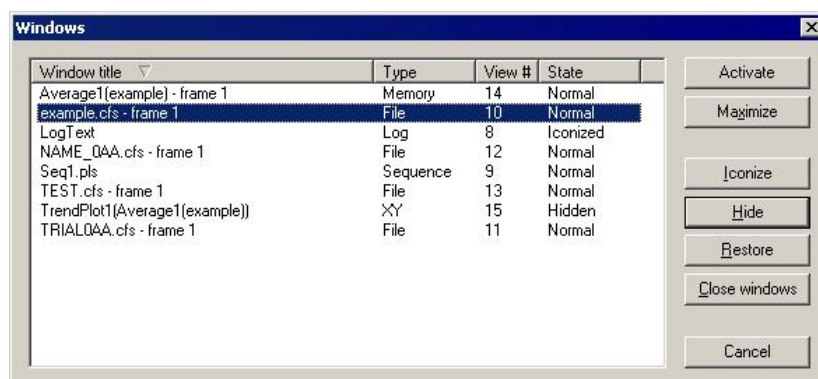 Windows
Window title Type View # State
Average1(example) - frame 1 Memory 14 Normal
example.cfs - frame 1 File 10 Normal
LogText Log 8 Iconized
NAME_0AA.cfs - frame 1 File 12 Normal
Seq1.pls Sequence 9 Normal
TEST.cfs - frame 1 File 13 Normal
TrendPlot1(Average1(example)) XY 15 Hidden
TRIAL0AA.cfs - frame 1 File 11 Normal
Activate
Maximize
Iconize
Hide
Restore
Close windows
Cancel